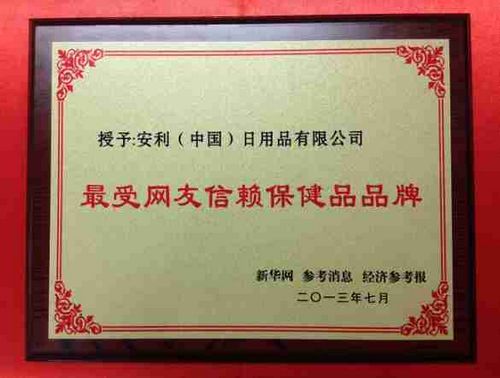 授予:安利（中国）日用品有限公司
最受网友信赖保健品品牌
新华网 参考消息 经济参考报
二〇一三年七月